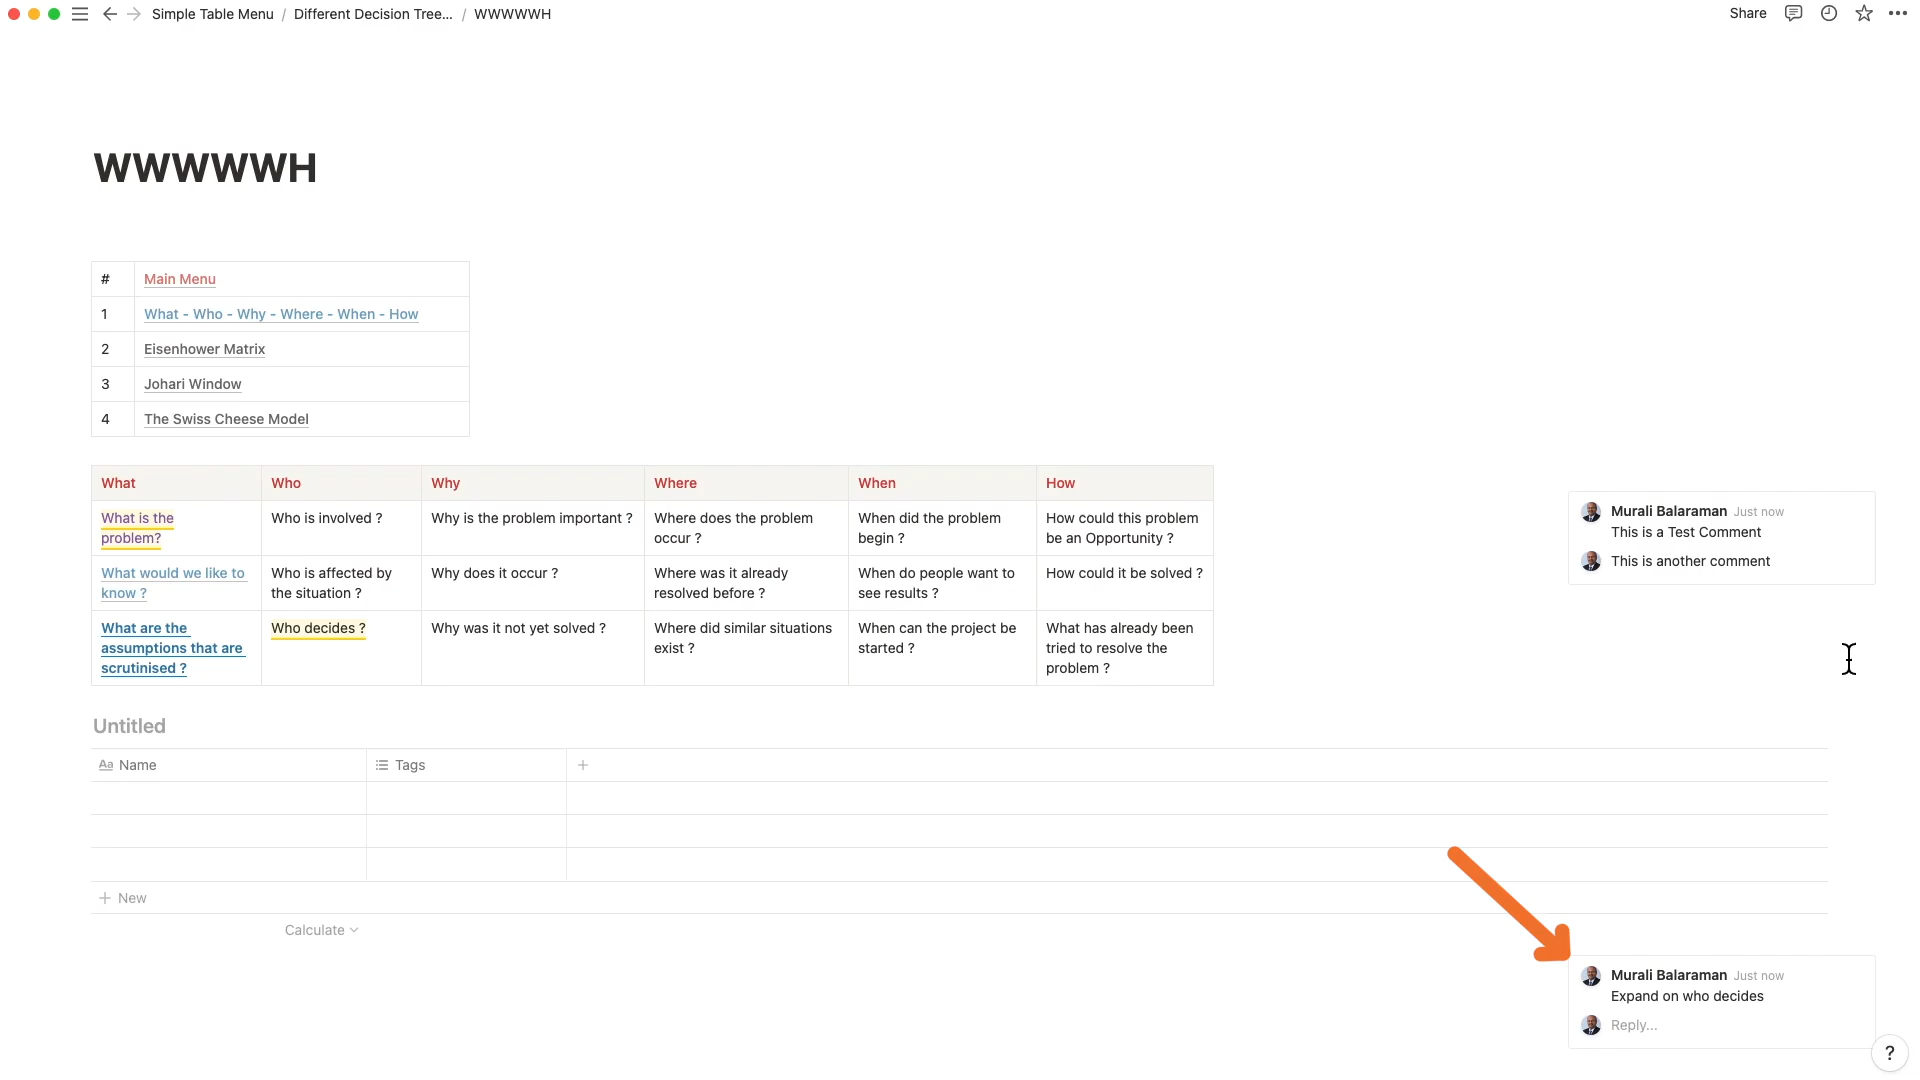 Simple Table Menu / Different Decision Tree... / WWWWWH
Share
WWWWWH
# Main Menu
1 What - Who - Why - Where - When - How
2 Eisenhower Matrix
3 Johari Window
4 The Swiss Cheese Model
What Who Why Where When How
What is the
problem?
Who is involved ?
Why is the problem important ?
Where does the problem
occur ?
When did the problem
begin ?
How could this problem
be an Opportunity ?
What would we like to
know ?
Who is affected by
the situation ?
Why does it occur ?
Where was it already
resolved before ?
When do people want to
see results ?
How could it be solved ?
What are the
assumptions that are
scrutinised ?
Who decides ?
Why was it not yet solved ?
Where did similar situations
exist ?
When can the project be
started ?
What has already been
tried to resolve the
problem ?
Murali Balaraman Just now
This is a Test Comment
This is another comment
Untitled
Aa Name
Tags
+
+ New
Calculate
Murali Balaraman Just now
Expand on who decides
Reply...
?